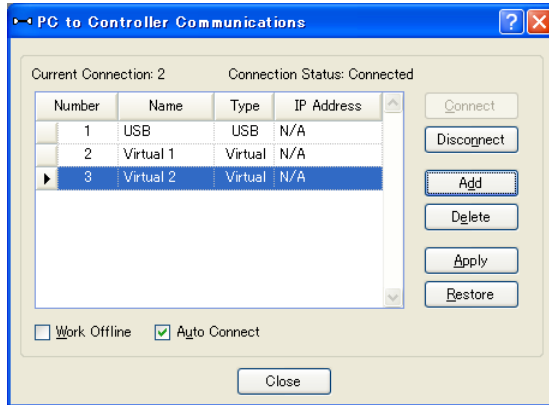 PC to Controller Communications
Current Connection: 2 Connection Status: Connected
Number Name Type IP Address
1 USB USB N/A
2 Virtual 1 Virtual N/A
3 Virtual 2 Virtual N/A
Connect
Disconnect
Add
Delete
Apply
Restore
Work Offline Auto Connect
Close